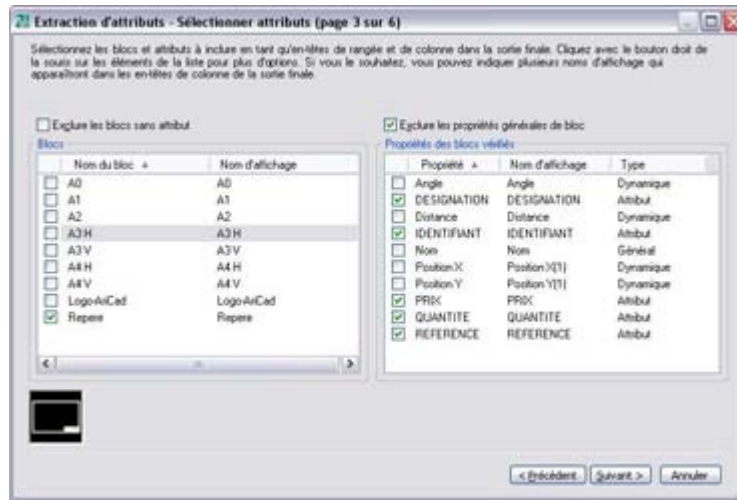 Extraction d'attributs - Sélectionner attributs (page 3 sur 6)
Sélectionnez les blocs et attibuts à inclure en tant qu'en-têtes de rangée et de colonne dans la sortie finale. Cliquez avec le bouton droit de
la souris sur les éléments de la liste pour plus d'options. Si vous le souhaitez, vous pouvez indiquer plusieurs noms d'affichage qui
apparaîtront dans les en-têtes de colonne de la sortie finale.
Exclure les blocs sans attribut
Exclure les propriétés générales de bloc
Blocs
Nom du bloc Nom d'affichage
A0 A0
A1 A1
A2 A2
A3 H A3 H
A3 V A3 V
A4 H A4 H
A4 V A4 V
Logo-AriCad Logo-AriCad
Repere Repere
Propriétés des blocs vérifiés
Propriété Nom d'affichage Type
Angle Angle Dynamique
DESIGNATION DESIGNATION Attribut
Distance Distance Dynamique
IDENTIFIANT IDENTIFIANT Attribut
Nom Nom Général
Position X Position X(1) Dynamique
Position Y Position Y(1) Dynamique
PRIX PRIX Attribut
QUANTITE QUANTITE Attribut
REFERENCE REFERENCE Attribut
< Précédent Suivant > Annuler